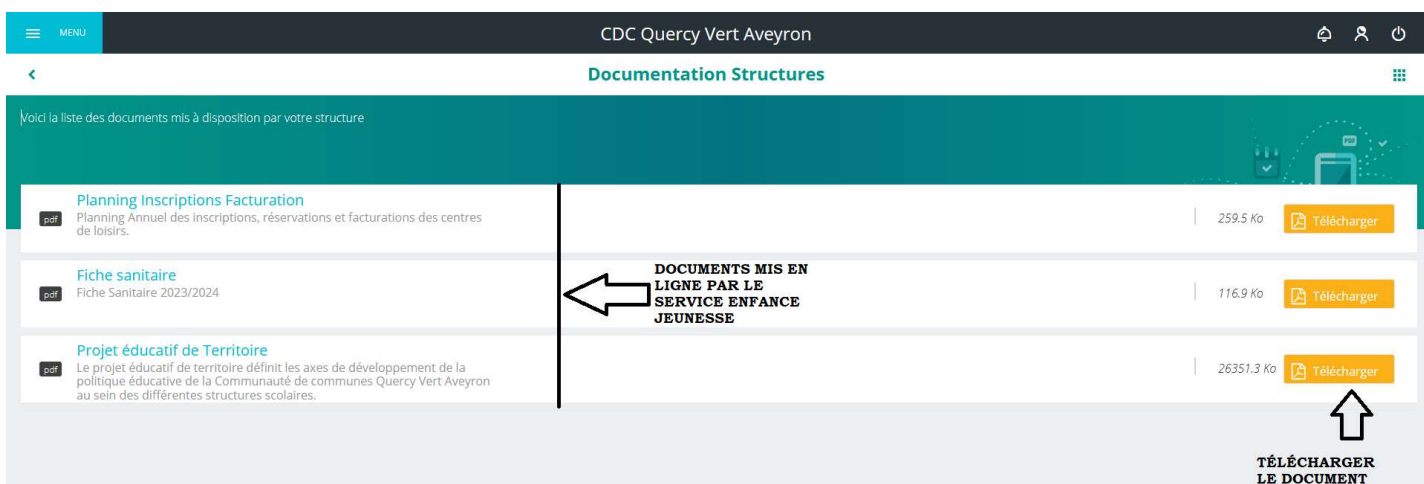 MENU
CDC Quercy Vert Aveyron
Documentation Structures
Voici la liste des documents mis à disposition par votre structure
PDF
pdf
Planning Inscriptions Facturation
Planning Annuel des inscriptions, réservations et facturations des centres
de loisirs.
259.5 Ko
Télécharger
pdf
Fiche sanitaire
Fiche Sanitaire 2023/2024
DOCUMENTS MIS EN
LIGNE PAR LE
SERVICE ENFANCE
JEUNESSE
116.9 Ko
Télécharger
pdf
Projet éducatif de Territoire
Le projet éducatif de territoire définit les axes de développement de la
politique éducative de la Communauté de communes Quercy Vert Aveyron
au sein des différentes structures scolaires.
26351.3 Ko
Télécharger
TÉLÉCHARGER
LE DOCUMENT